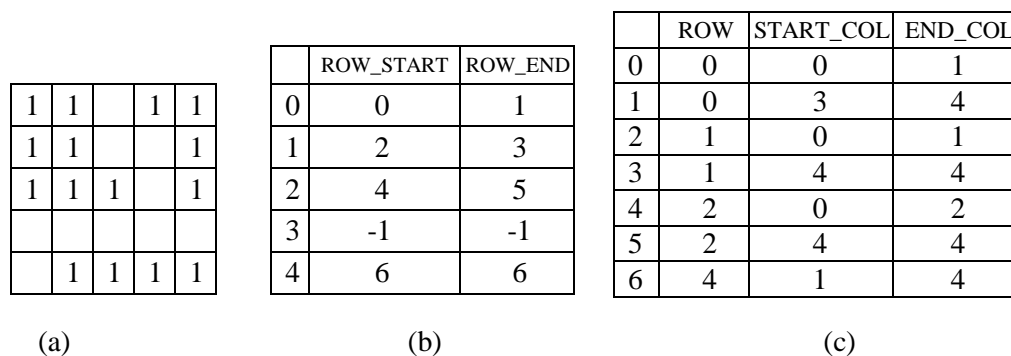 1 1 1 1
1 1 1
1 1 1 1
1 1 1 1
(a)
ROW_START ROW_END
0 0 1
1 2 3
2 4 5
3 -1 -1
4 6 6
(b)
ROW START_COL END_COL
0 0 0 1
1 0 3 4
2 1 0 1
3 1 4 4
4 2 0 2
5 2 4 4
6 4 1 4
(c)